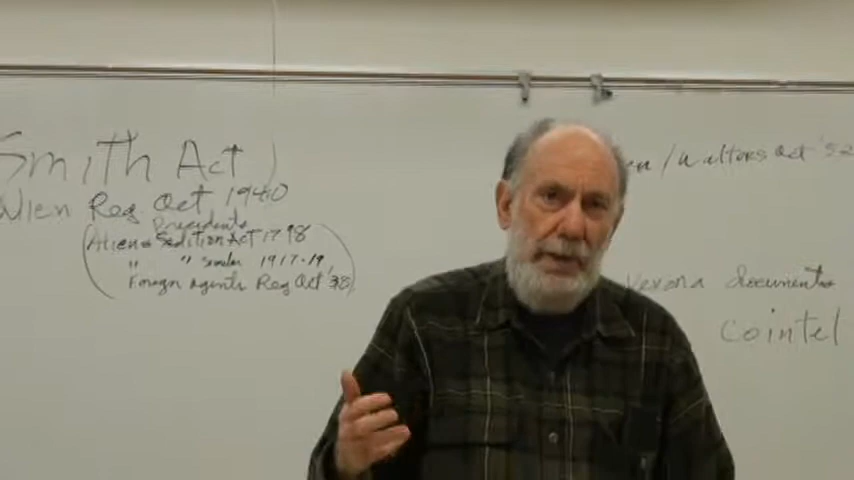 Smith Act /
Alien Reg Act 1940
Precedents
(Alien & Sedition Act 1798
" " similar 1917-19
Foreign Agents Reg Act '38)
/Walters Act '52
Verona documents
Cointel